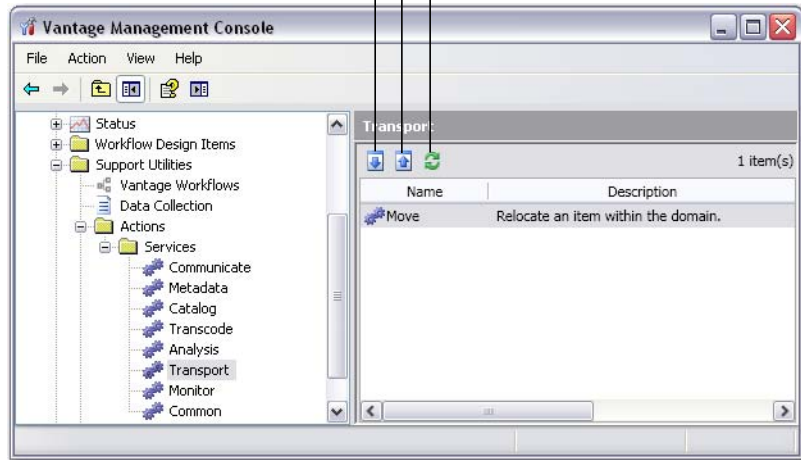 Vantage Management Console
File Action View Help
Status
Workflow Design Items
Support Utilities
Vantage Workflows
Data Collection
Actions
Services
Communicate
Metadata
Catalog
Transcode
Analysis
Transport
Monitor
Common
Transport
1 item(s)
Name Description
Move Relocate an item within the domain.